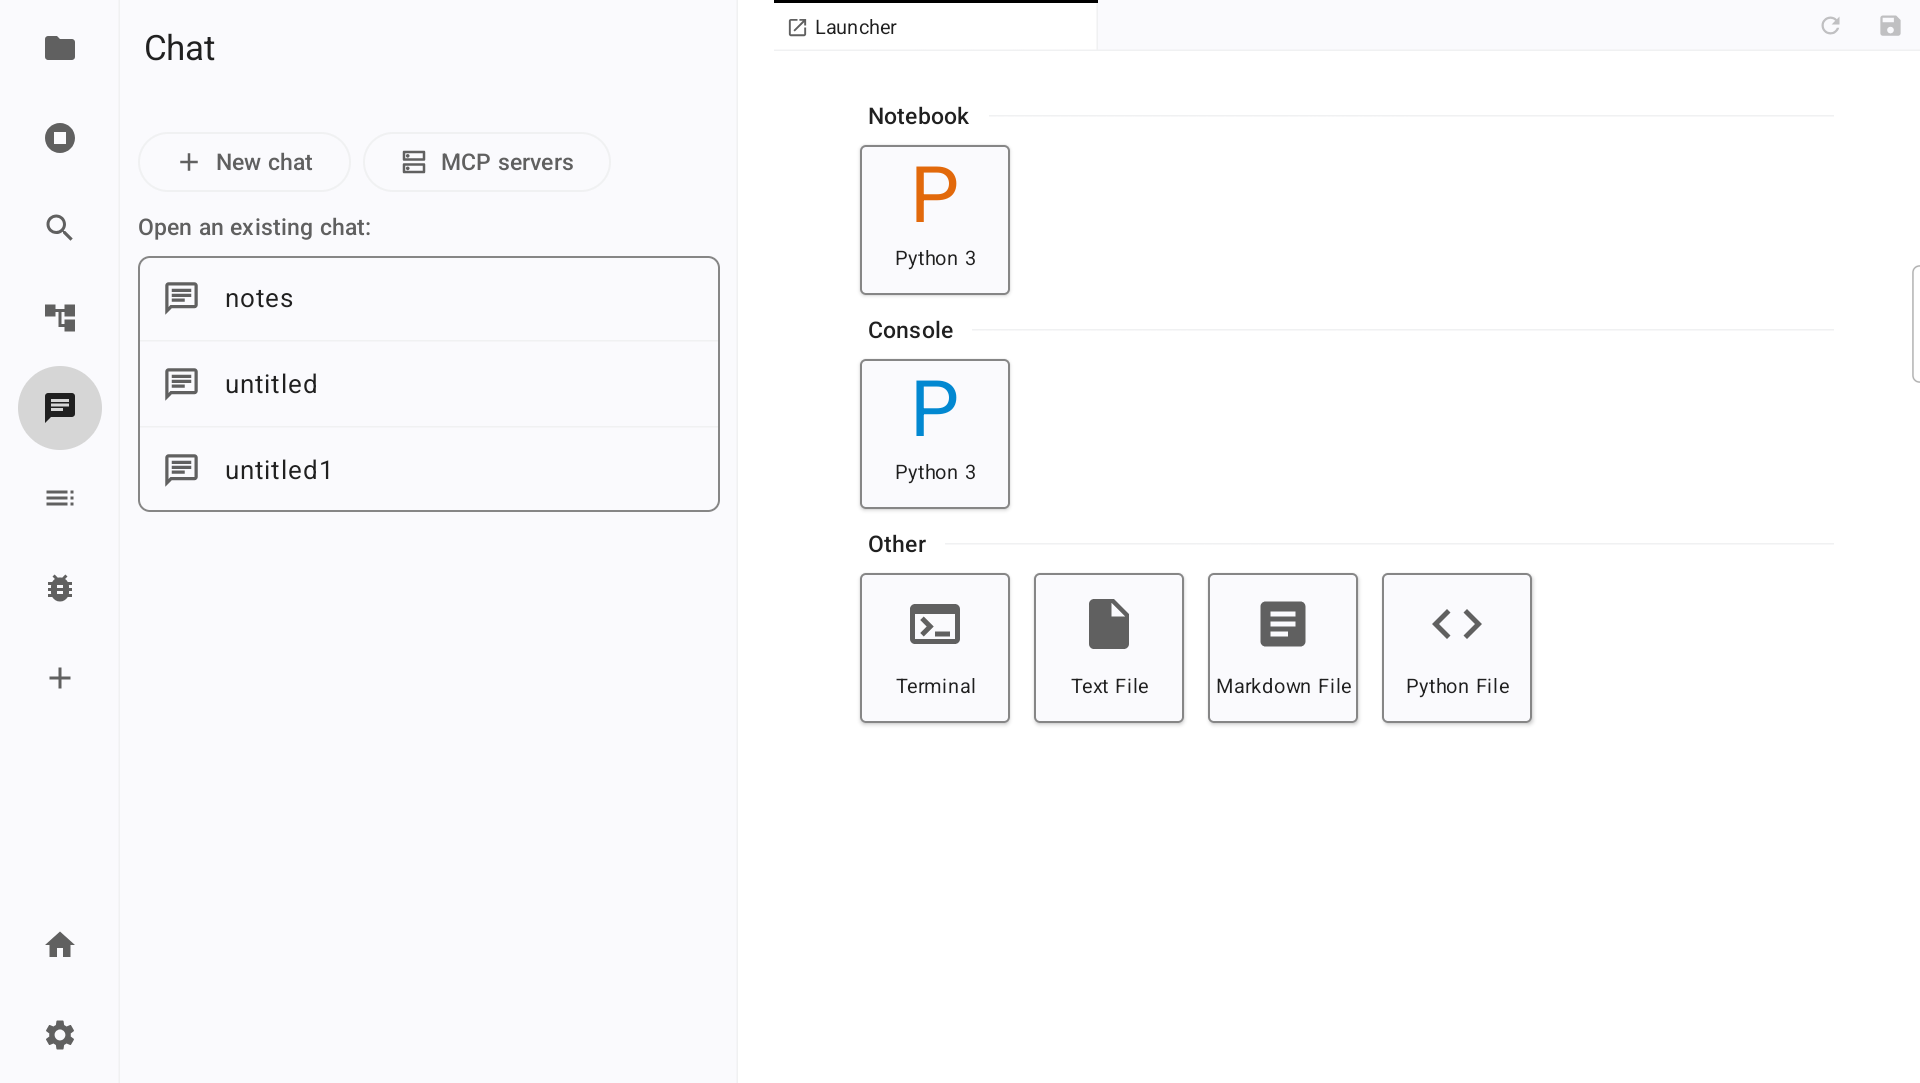 Chat
New chat
MCP servers
Open an existing chat:
notes
untitled
untitled1
Launcher
Notebook
P
Python 3
Console
P
Python 3
Other
Terminal
Text File
Markdown File
Python File